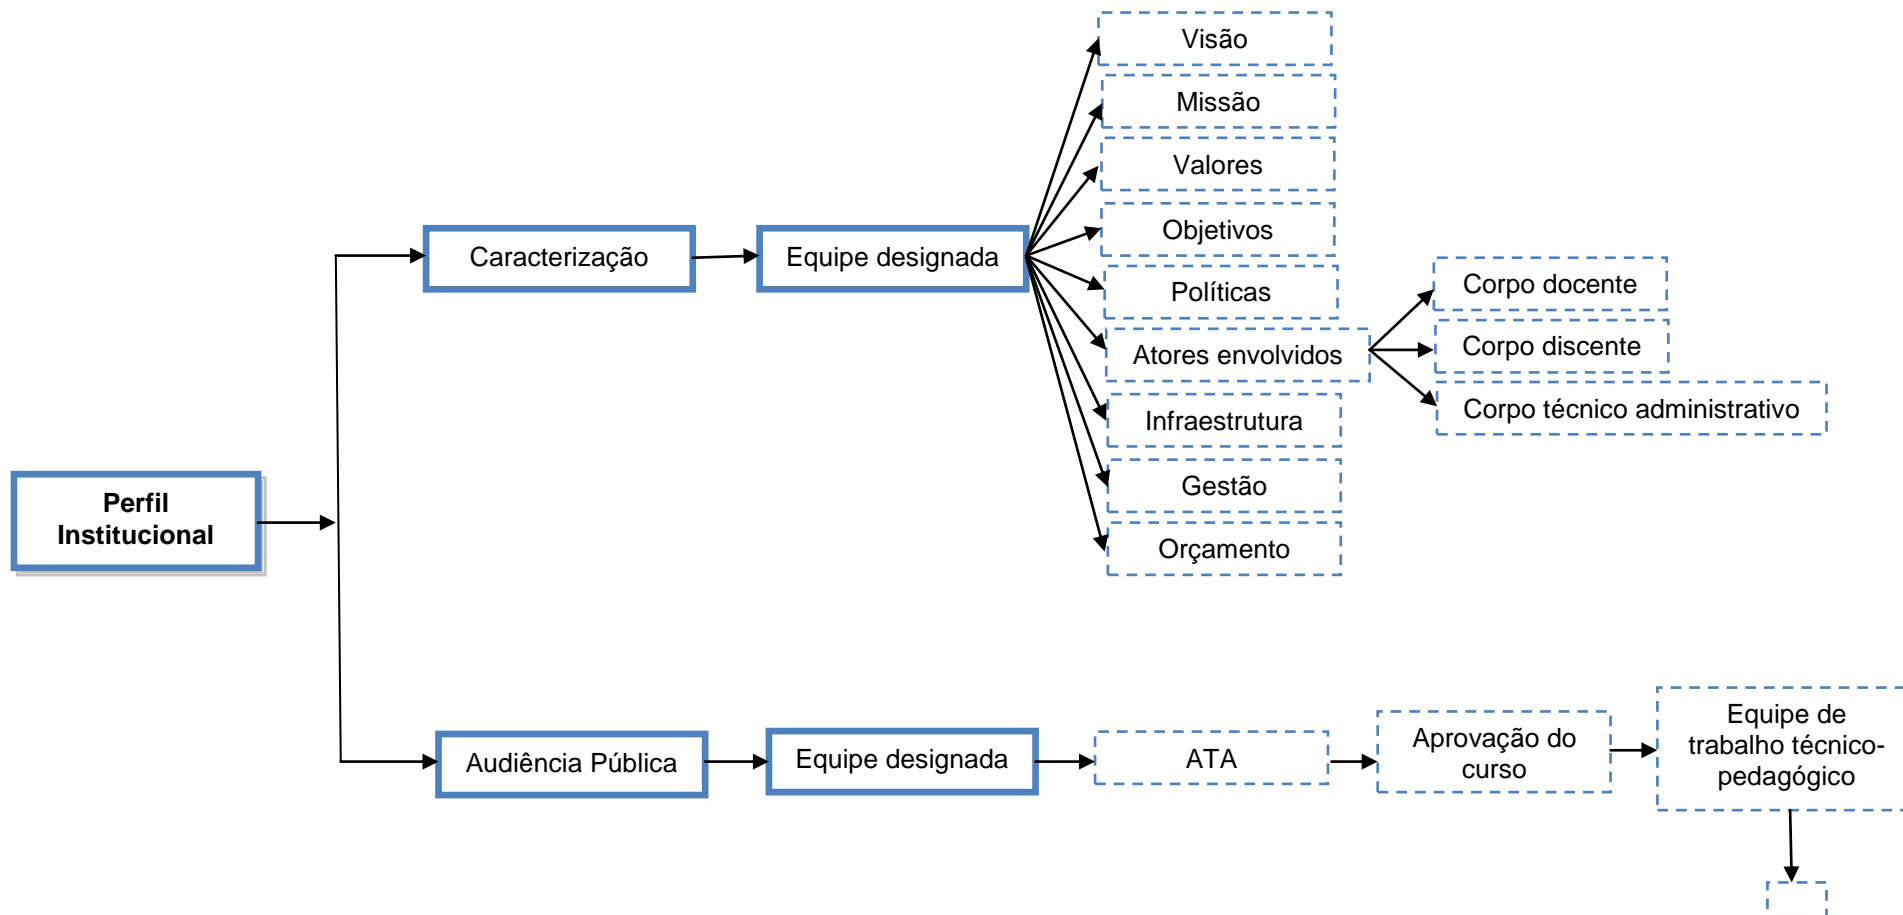 Visão
Missão
Valores
Objetivos
Políticas
Atores envolvidos
Infraestrutura
Gestão
Orçamento
Caracterização
Equipe designada
Corpo docente
Corpo discente
Corpo técnico administrativo
Perfil
Institucional
Audiência Pública
Equipe designada
ATA
Aprovação do
curso
Equipe de
trabalho técnico-
pedagógico